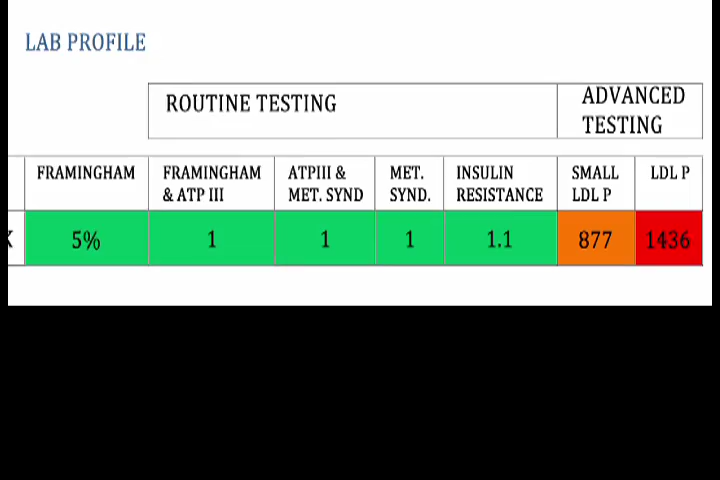 LAB PROFILE
ROUTINE TESTING
ADVANCED
TESTING
FRAMINGHAM
FRAMINGHAM
& ATP III
ATPIII &
MET. SYND
MET.
SYND.
INSULIN
RESISTANCE
SMALL
LDL P
LDL P
5% 1 1 1 1.1 877 1436